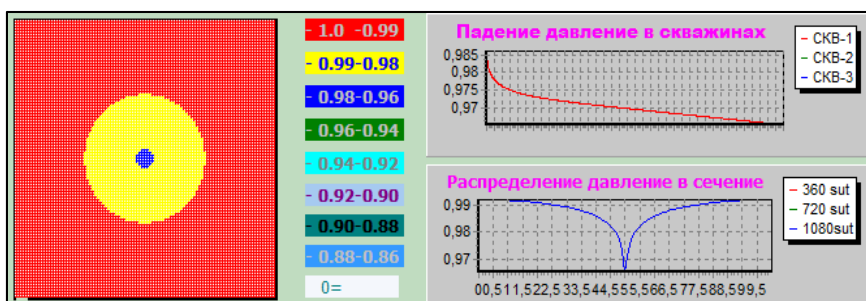 - 1.0 -0.99
- 0.99-0.98
- 0.98-0.96
- 0.96-0.94
- 0.94-0.92
- 0.92-0.90
- 0.90-0.88
- 0.88-0.86
0=
Падение давление в скважинах
0,985
0,98
0,975
0,97
СКВ-1
СКВ-2
СКВ-3
Распределение давление в сечение
0,99
0,98
0,97
00,511,522,533,544,555,566,577,588,599,5
360 sut
720 sut
1080sut